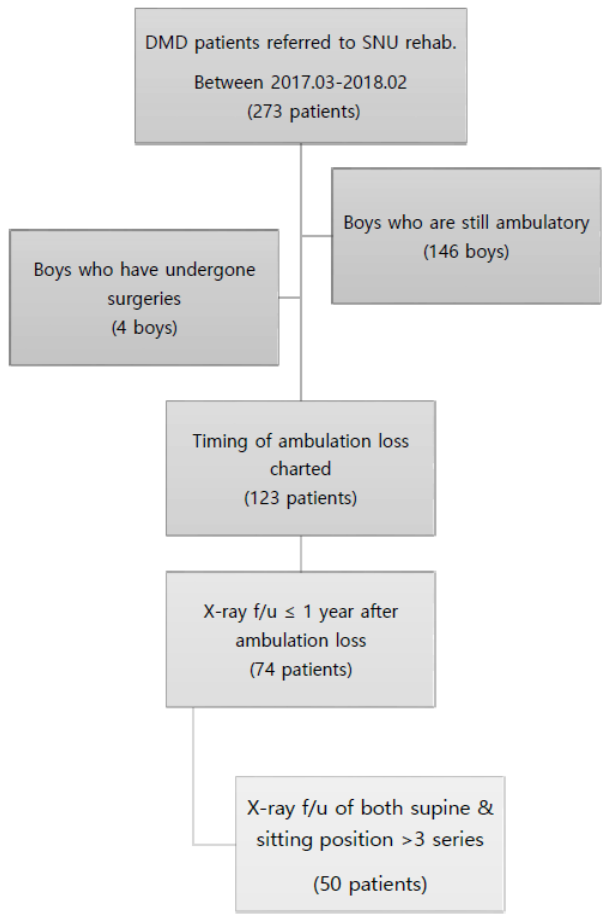 DMD patients referred to SNU rehab.
Between 2017.03-2018.02
(273 patients)
Boys who are still ambulatory
(146 boys)
Boys who have undergone
surgeries
(4 boys)
Timing of ambulation loss
charted
(123 patients)
X-ray f/u ≤ 1 year after
ambulation loss
(74 patients)
X-ray f/u of both supine &
sitting position >3 series
(50 patients)